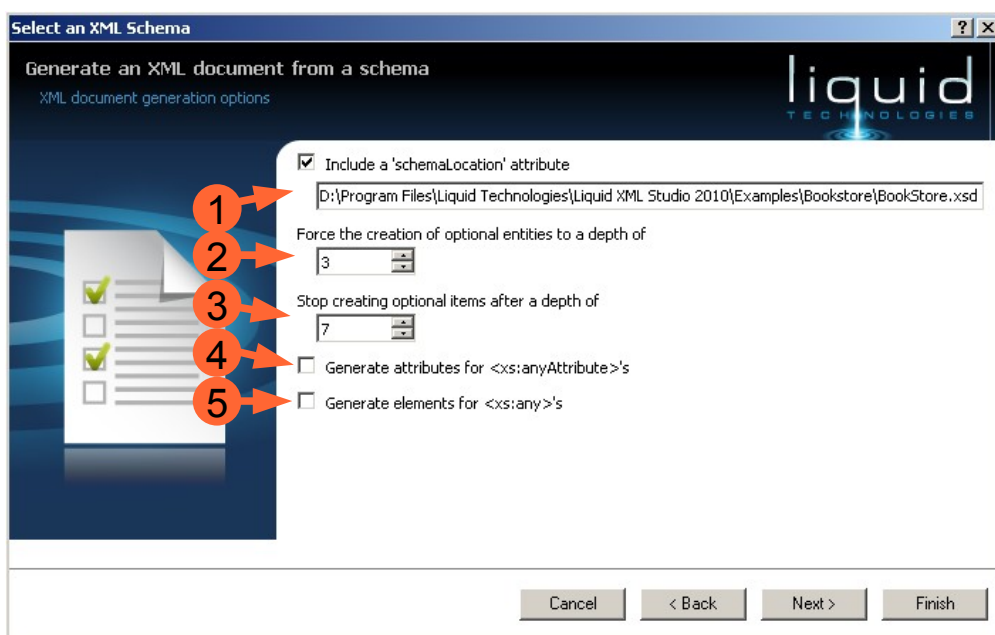 Select an XML Schema
Generate an XML document from a schema
XML document generation options
liquid
TECHNOLOGIES
Include a 'schemaLocation' attribute
1
D:\Program Files\Liquid Technologies\Liquid XML Studio 2010\Examples\Bookstore\BookStore.xsd
Force the creation of optional entities to a depth of
2
3
Stop creating optional items after a depth of
3
7
4
Generate attributes for <xs:anyAttribute>'s
5
Generate elements for <xs:any>'s
Cancel
< Back
Next >
Finish